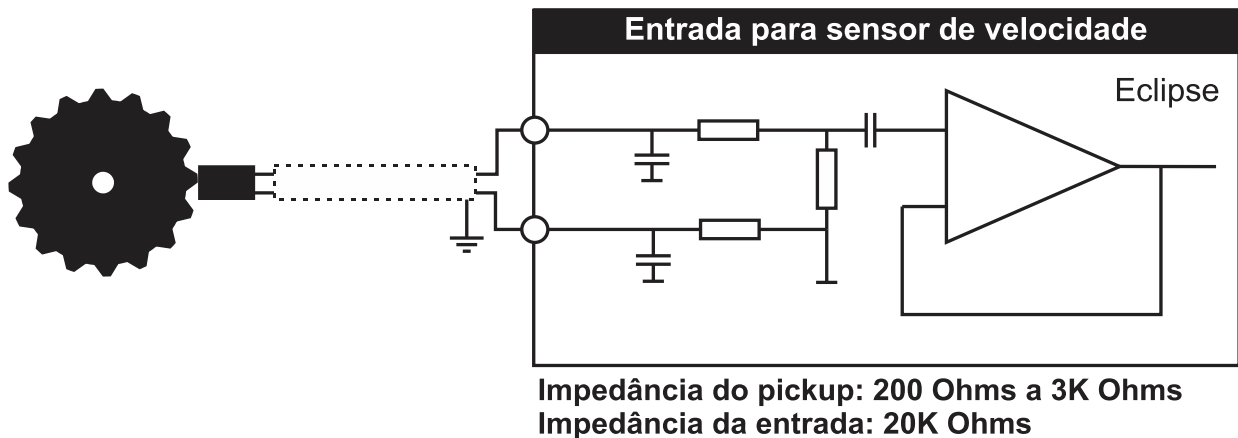 Entrada para sensor de velocidade
Eclipse
Impedância do pickup: 200 Ohms a 3K Ohms
Impedância da entrada: 20K Ohms